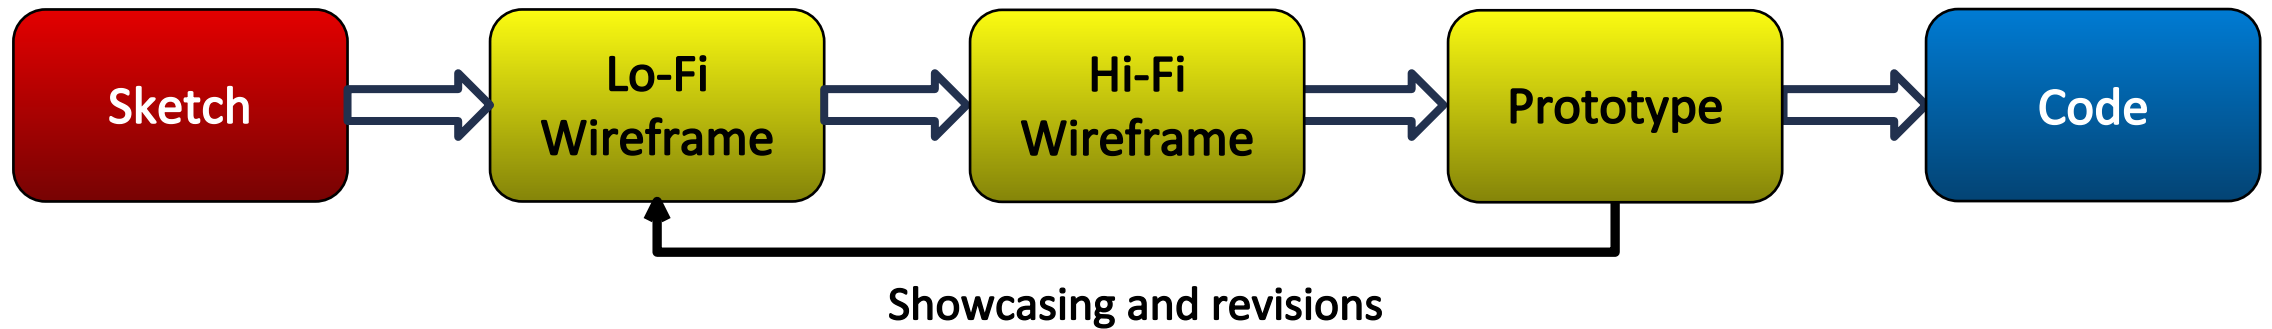 Sketch
Lo-Fi
Wireframe
Hi-Fi
Wireframe
Prototype
Code
Showcasing and revisions